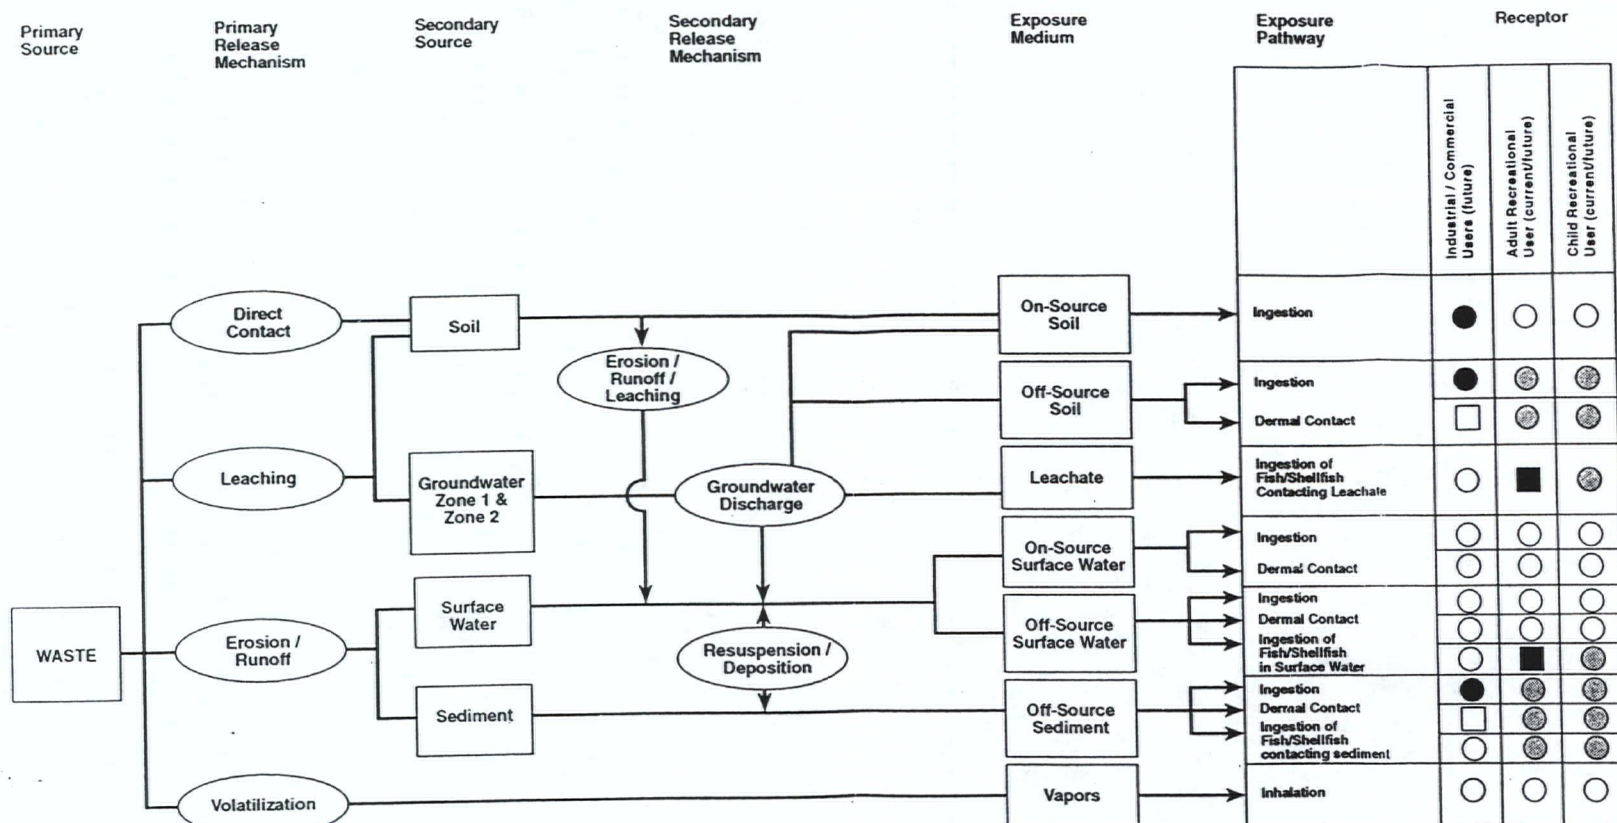 Primary
Source
Primary
Release
Mechanism
Secondary
Source
Secondary
Release
Mechanism
Exposure
Medium
Exposure
Pathway
Receptor
Industrial / Commercial
Users (future)
Adult Recreational
User (current/future)
Child Recreational
User (current/future)
Direct
Contact
Soil
On-Source
Soil
Ingestion
Erosion /
Runoff /
Leaching
Off-Source
Soil
Ingestion
Dermal Contact
Leaching
Groundwater
Zone 1 &
Zone 2
Groundwater
Discharge
Leachate
Ingestion of
Fish/Shellfish
Contacting Leachate
On-Source
Surface Water
Ingestion
Dermal Contact
WASTE
Erosion /
Runoff
Surface
Water
Resuspension /
Deposition
Off-Source
Surface Water
Ingestion
Dermal Contact
Ingestion of
Fish/Shellfish
in Surface Water
Sediment
Off-Source
Sediment
Ingestion
Dermal Contact
Ingestion of
Fish/Shellfish
contacting sediment
Volatilization
Vapors
Inhalation